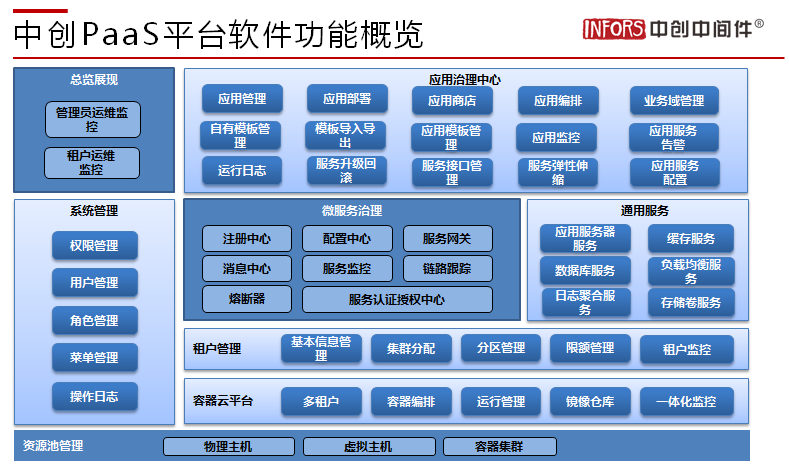 中创PaaS平台软件功能概览
INFORS 中创中间件®
总览展现
管理员运维监
控
租户运维
监控
应用治理中心
应用管理
应用部署
应用商店
应用编排
业务域管理
自有模板管
理
模板导入导
出
应用模板管
理
应用监控
应用服务
告警
运行日志
服务升级回
滚
服务接口管
理
服务弹性伸
缩
应用服务
配置
系统管理
权限管理
用户管理
角色管理
菜单管理
操作日志
微服务治理
注册中心
配置中心
服务网关
消息中心
服务监控
链路跟踪
熔断器
服务认证授权中心
通用服务
应用服务器
服务
缓存服务
数据库服务
负载均衡服
务
日志聚合服
务
存储卷服务
租户管理
基本信息管
理
集群分配
分区管理
限额管理
租户监控
容器云平台
多租户
容器编排
运行管理
镜像仓库
一体化监控
资源池管理
物理主机
虚拟主机
容器集群